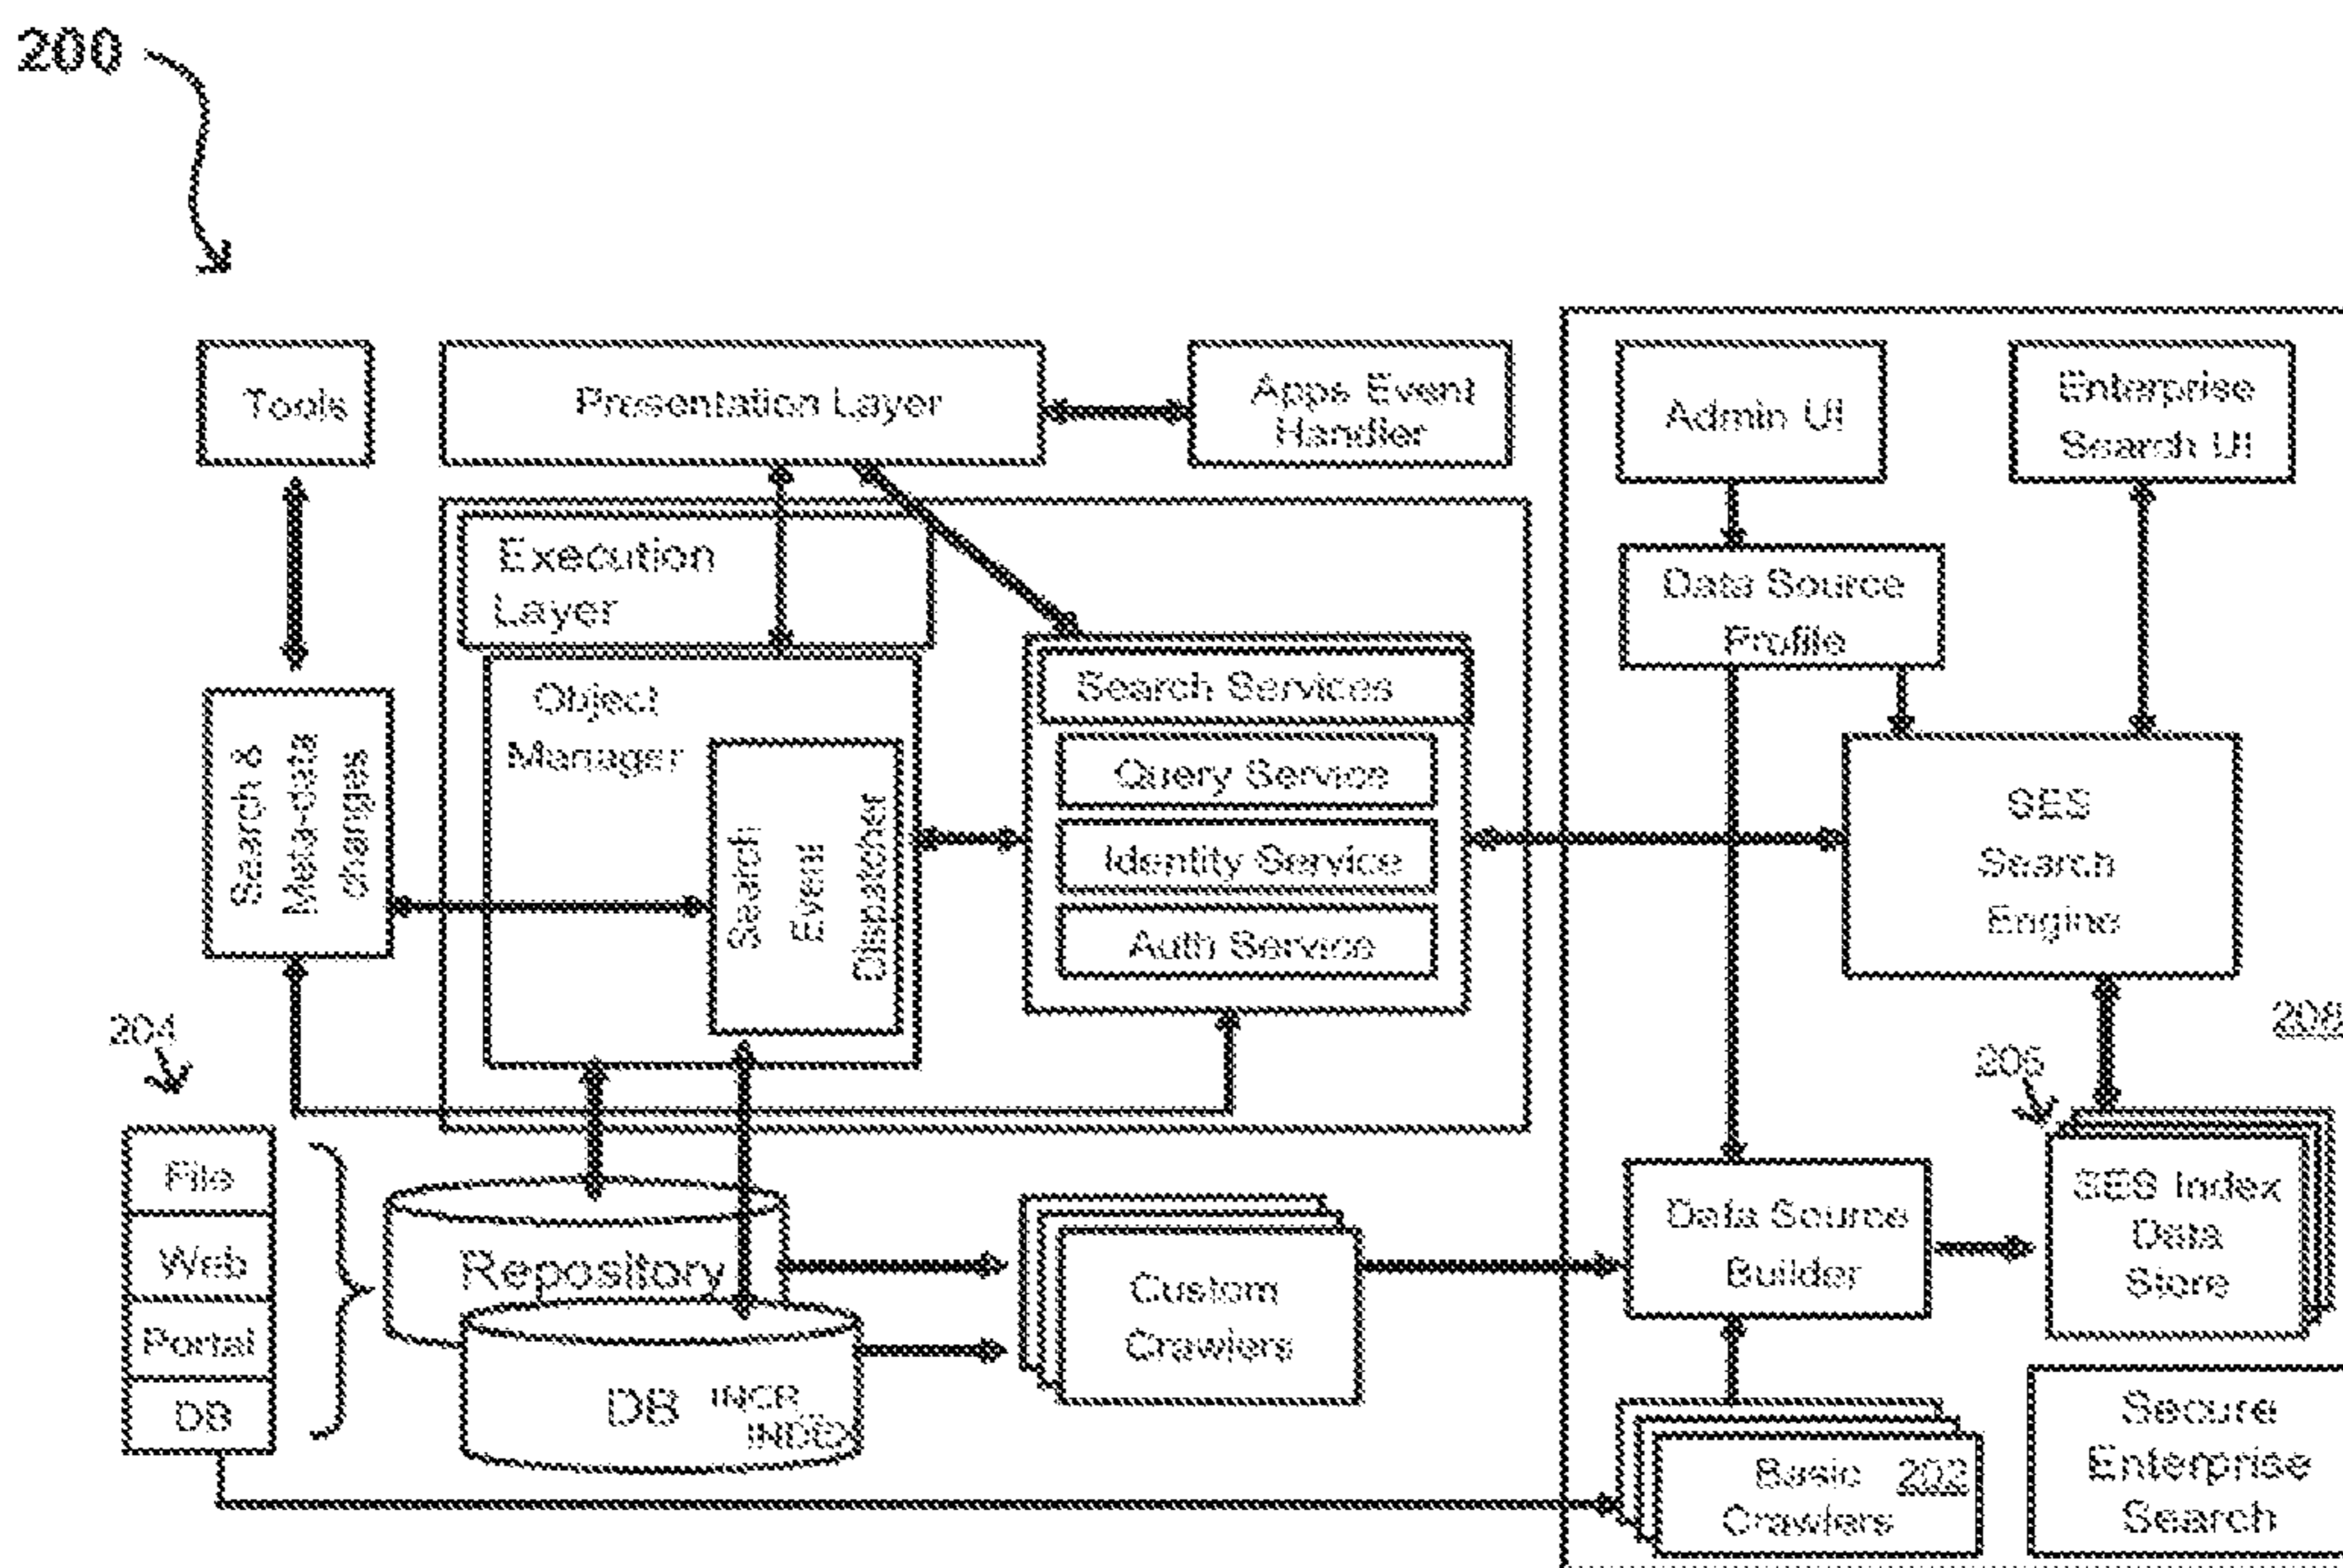 200
Tools
Presentation Layer
Apps Event
Handler
Admin UI
Enterprise
Search UI
Execution
Layer
Data Source
Profile
Object
Manager
Search Services
Search &
Meta-data
changes
Search
Event
Dispatcher
Query Service
Identity Service
Auth Service
SES
Search
Engine
204
206
205
File
Web
Portal
DB
Repository
DB INCR_
INDEX
Custom
Crawlers
Data Source
Builder
SES Index
Data
Store
Basic 202
Crawlers
Secure
Enterprise
Search